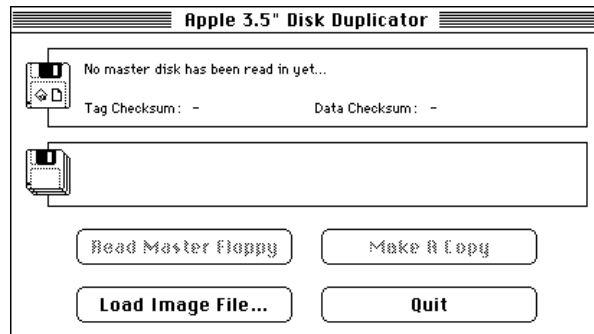 Apple 3.5" Disk Duplicator
No master disk has been read in yet...
Tag Checksum: - Data Checksum: -
Read Master Floppy Make A Copy
Load Image File... Quit